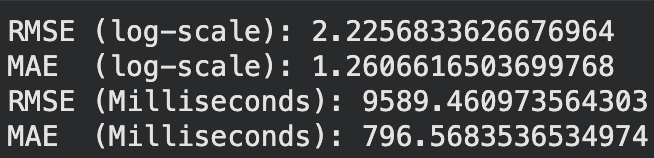 RMSE (log-scale): 2.2256833626676964
MAE  (log-scale): 1.2606616503699768
RMSE (Milliseconds): 9589.460973564303
MAE  (Milliseconds): 796.5683536534974